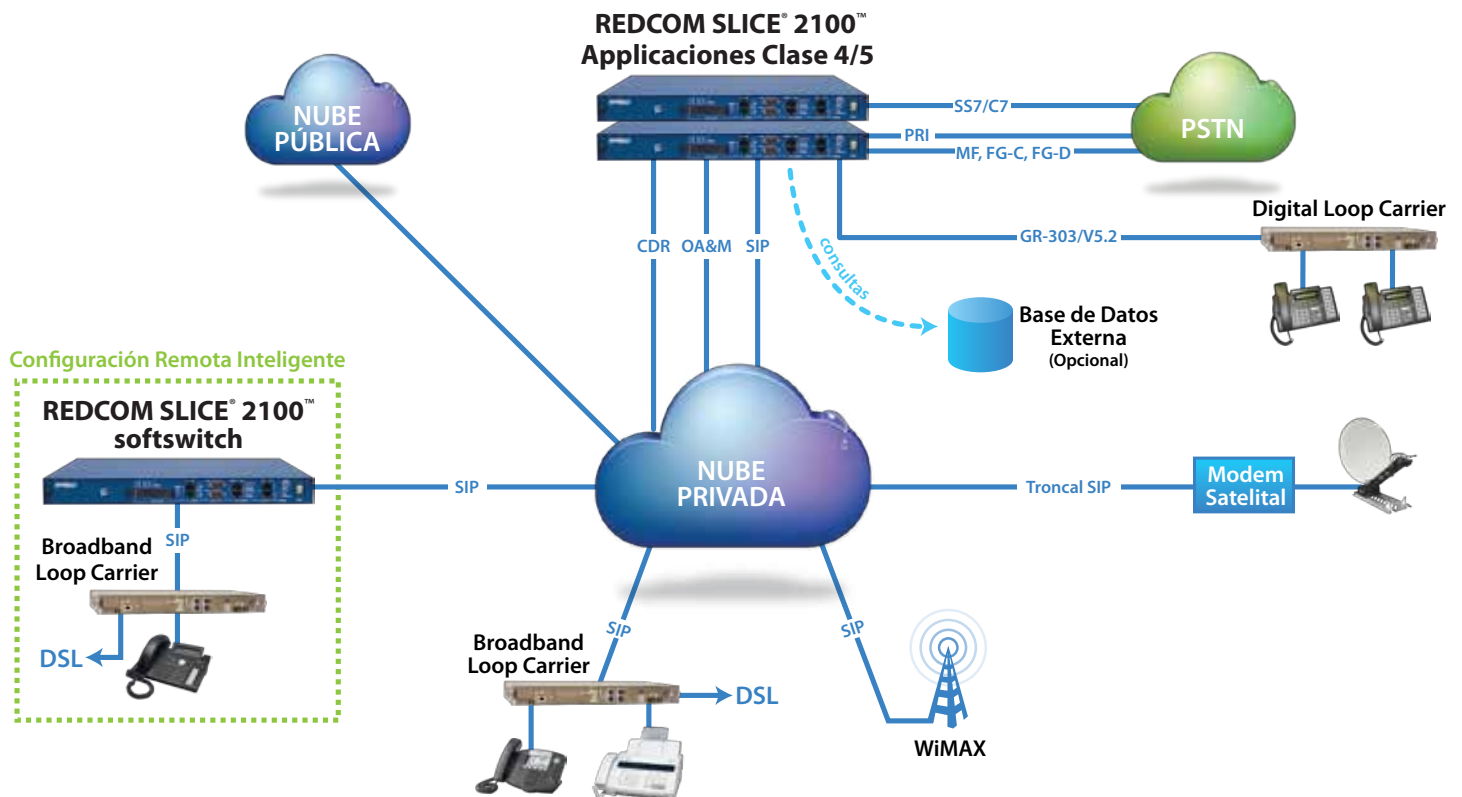 REDCOM SLICE® 2100™
Applicaciones Clase 4/5
NUBE
PÚBLICA
SS7/C7
PRI
MF, FG-C, FG-D
PSTN
Digital Loop Carrier
GR-303/V5.2
CDR
OA&M
SIP
consultas
Base de Datos
Externa
(Opcional)
Configuración Remota Inteligente
REDCOM SLICE® 2100™
softswitch
SIP
NUBE
PRIVADA
Troncal SIP
Modem
Satelital
SIP
Broadband
Loop Carrier
DSL
SIP
SIP
Broadband
Loop Carrier
DSL
WiMAX